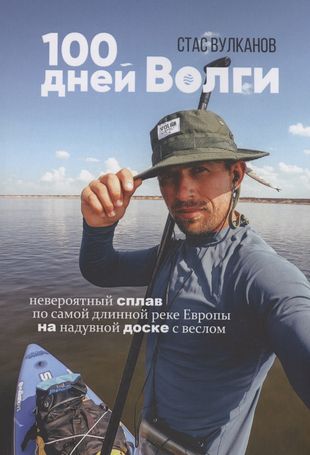 СТАС ВУЛКАНОВ
100
дней Волги
невероятный сплав
по самой длинной реке Европы
на надувной доске с веслом